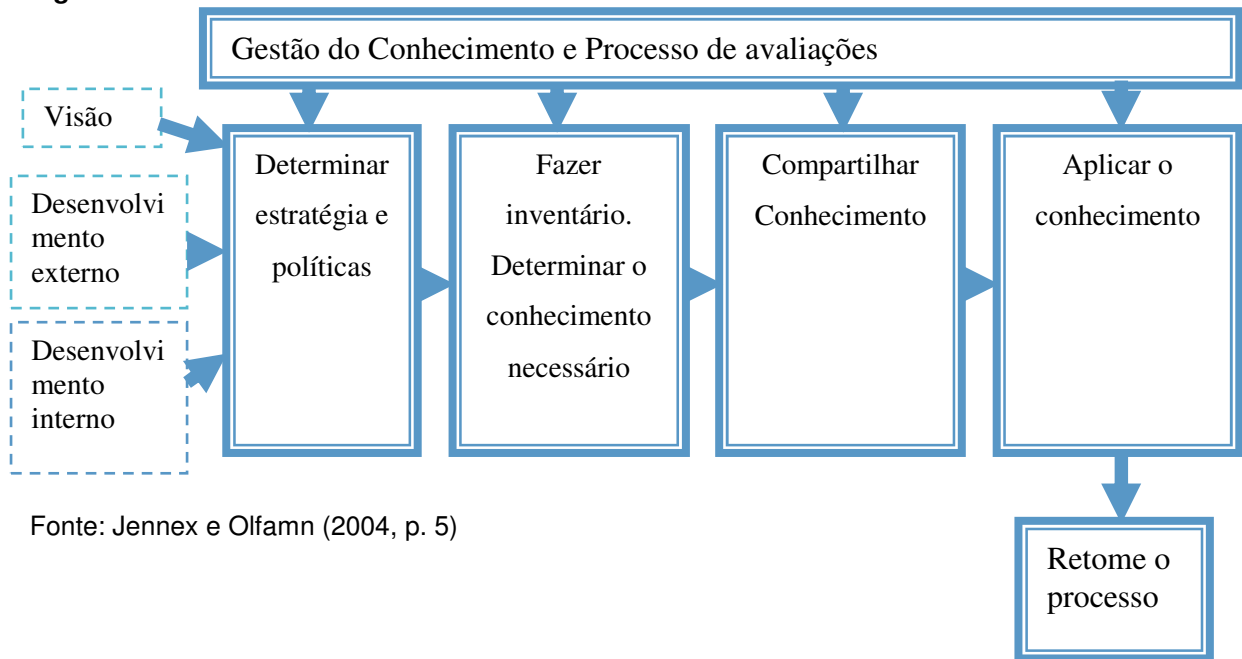 Gestão do Conhecimento e Processo de avaliações
Visão
Desenvolvi
mento
externo
Desenvolvi
mento
interno
Determinar
estratégia e
políticas
Fazer
inventário.
Determinar o
conhecimento
necessário
Compartilhar
Conhecimento
Aplicar o
conhecimento
Fonte: Jennex e Olfamn (2004, p. 5)
Retome o
processo